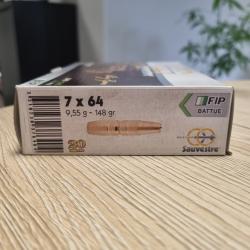 7 x 64
9,55 g - 148 gr
FIP
BATTUE
20
Sauvestre